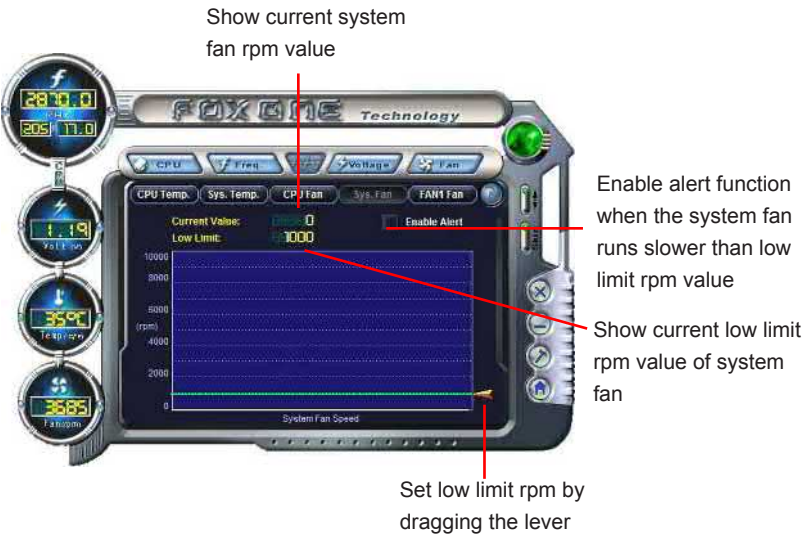 Show current system
fan rpm value
f
2870.0
205 17.0
CPU
FOX ONE Technology
CPU Freq. Voltage Fan
CPU Temp. Sys. Temp. CPU Fan Sys. Fan FAN1 Fan
Current Value: 0
Enable Alert
Low Limit: 1000
10000
8000
6000
(rpm)
4000
2000
0
System Fan Speed
1.19
35°C
3685
Enable alert function
when the system fan
runs slower than low
limit rpm value
Show current low limit
rpm value of system
fan
Set low limit rpm by
dragging the lever